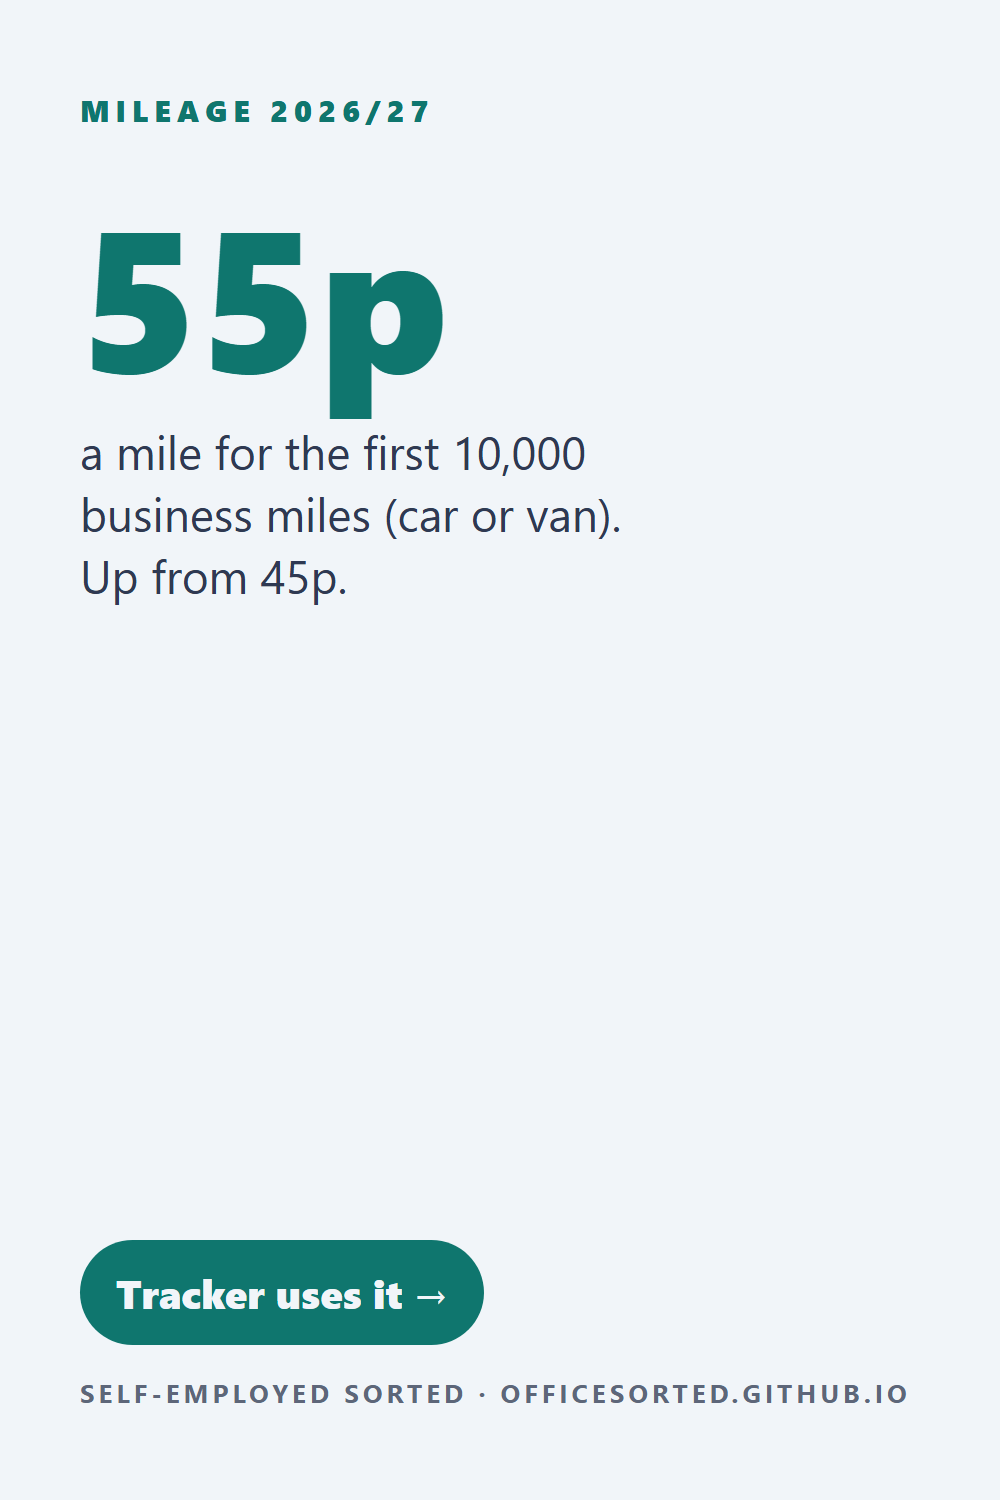 MILEAGE 2026/27
55p
a mile for the first 10,000
business miles (car or van).
Up from 45p.
Tracker uses it →
SELF-EMPLOYED SORTED · OFFICESORTED.GITHUB.IO